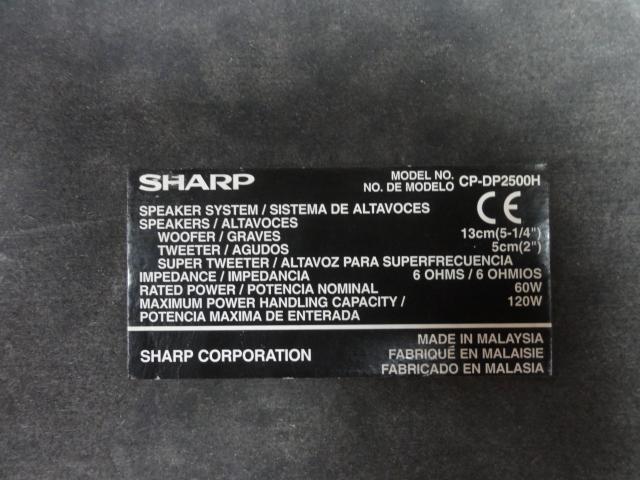 SHARP
MODEL NO.
NO. DE MODELO CP-DP2500H
SPEAKER SYSTEM / SISTEMA DE ALTAVOCES
SPEAKERS / ALTAVOCES
WOOFER / GRAVES 13cm(5-1/4")
TWEETER / AGUDOS 5cm(2")
SUPER TWEETER / ALTAVOZ PARA SUPERFRECUENCIA
IMPEDANCE / IMPEDANCIA 6 OHMS / 6 OHMIOS
RATED POWER / POTENCIA NOMINAL 60W
MAXIMUM POWER HANDLING CAPACITY / 120W
POTENCIA MAXIMA DE ENTERADA
CE
SHARP CORPORATION
MADE IN MALAYSIA
FABRIQUÉ EN MALAISIE
FABRICADO EN MALASIA